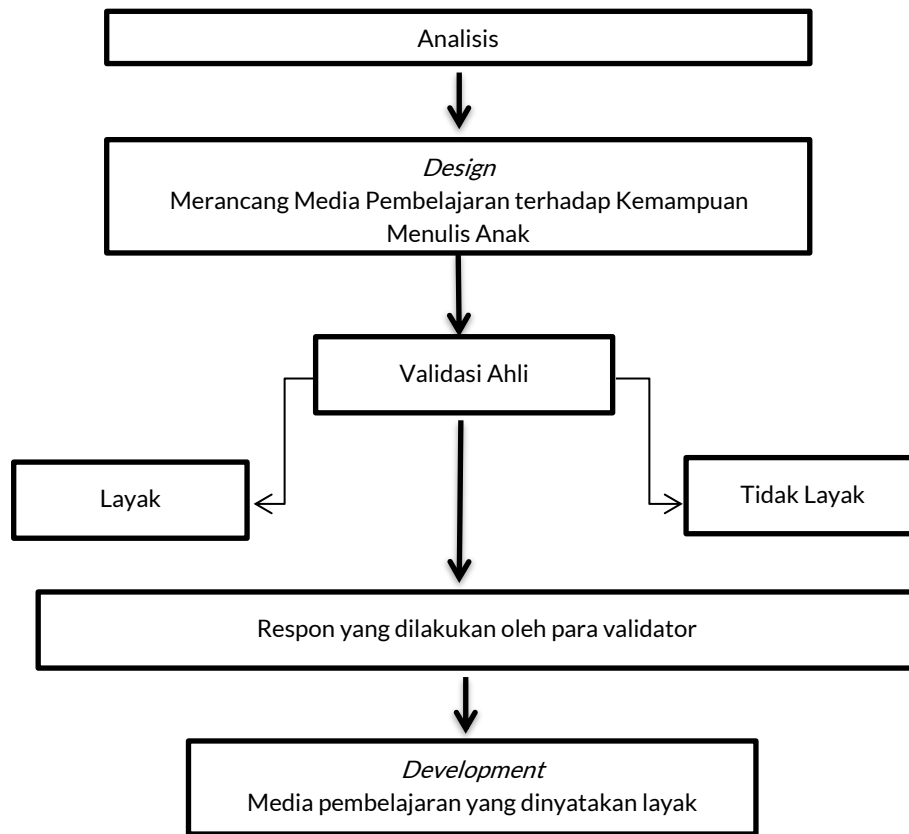 Analisis
Design
Merancang Media Pembelajaran terhadap Kemampuan
Menulis Anak
Validasi Ahli
Layak
Tidak Layak
Respon yang dilakukan oleh para validator
Development
Media pembelajaran yang dinyatakan layak